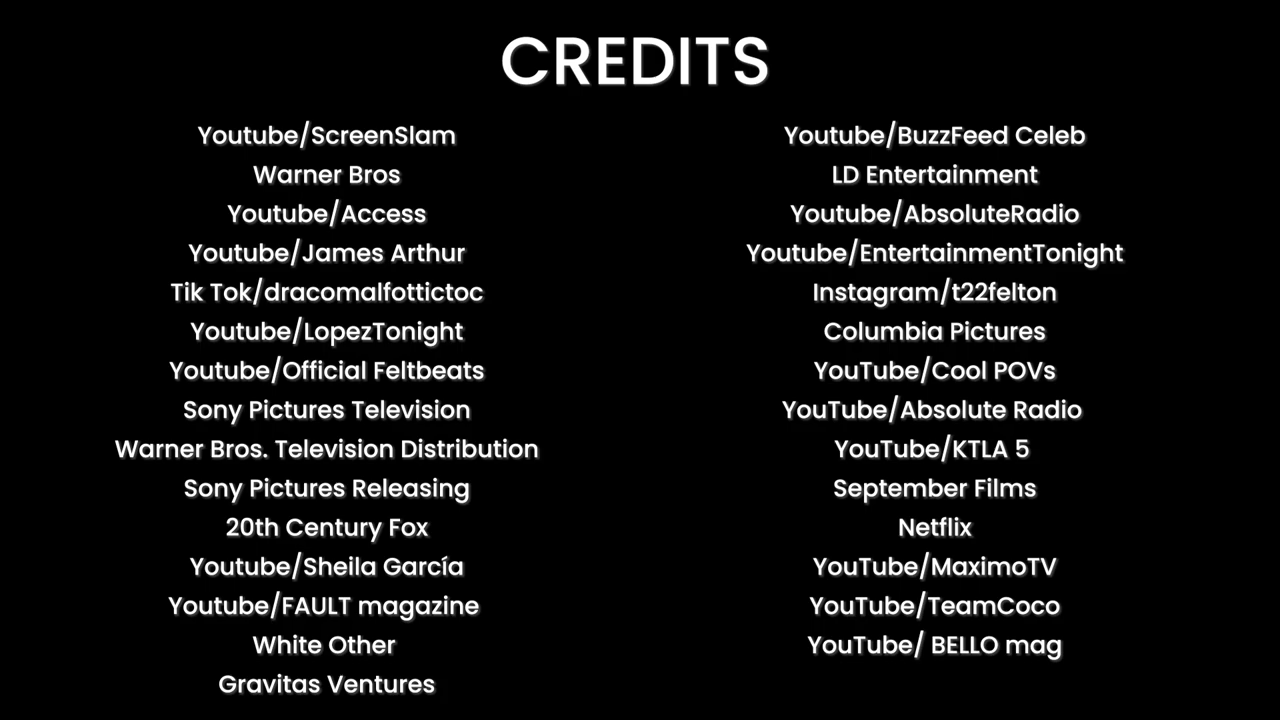 CREDITS
Youtube/ScreenSlam
Warner Bros
Youtube/Access
Youtube/James Arthur
Tik Tok/dracomalfottictoc
Youtube/LopezTonight
Youtube/Official Feltbeats
Sony Pictures Television
Warner Bros. Television Distribution
Sony Pictures Releasing
20th Century Fox
Youtube/Sheila García
Youtube/FAULT magazine
White Other
Gravitas Ventures
Youtube/BuzzFeed Celeb
LD Entertainment
Youtube/AbsoluteRadio
Youtube/EntertainmentTonight
Instagram/t22felton
Columbia Pictures
YouTube/Cool POVs
YouTube/Absolute Radio
YouTube/KTLA 5
September Films
Netflix
YouTube/MaximoTV
YouTube/TeamCoco
YouTube/ BELLO mag